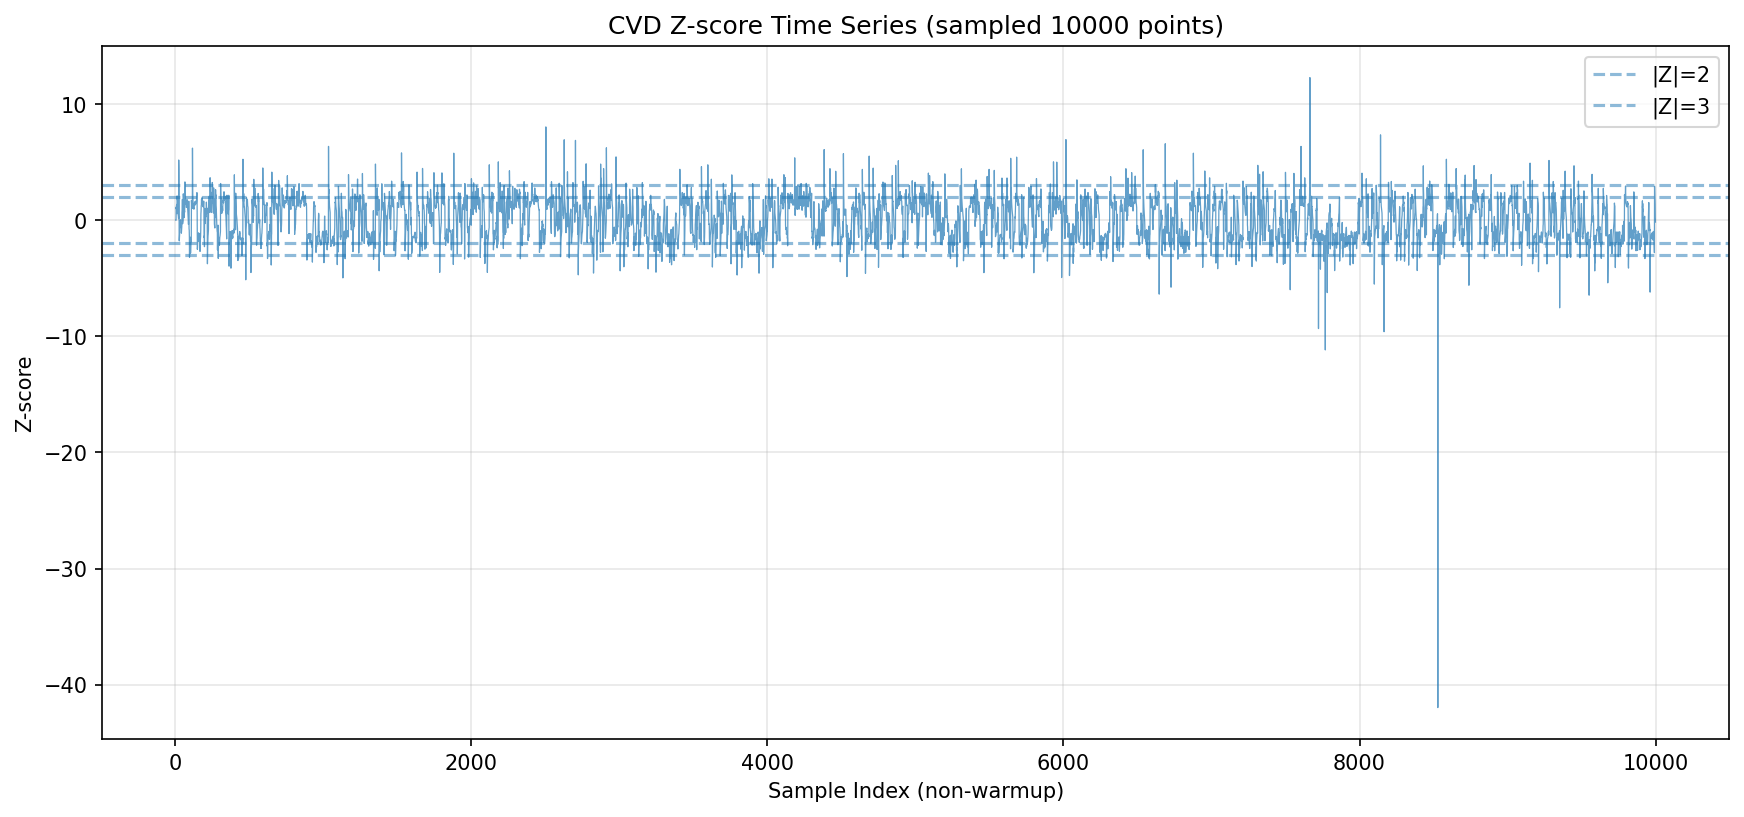 CVD Z-score Time Series (sampled 10000 points)
|Z|=2
|Z|=3
10
0
−10
−20
−30
−40
Z-score
0 2000 4000 6000 8000 10000
Sample Index (non-warmup)